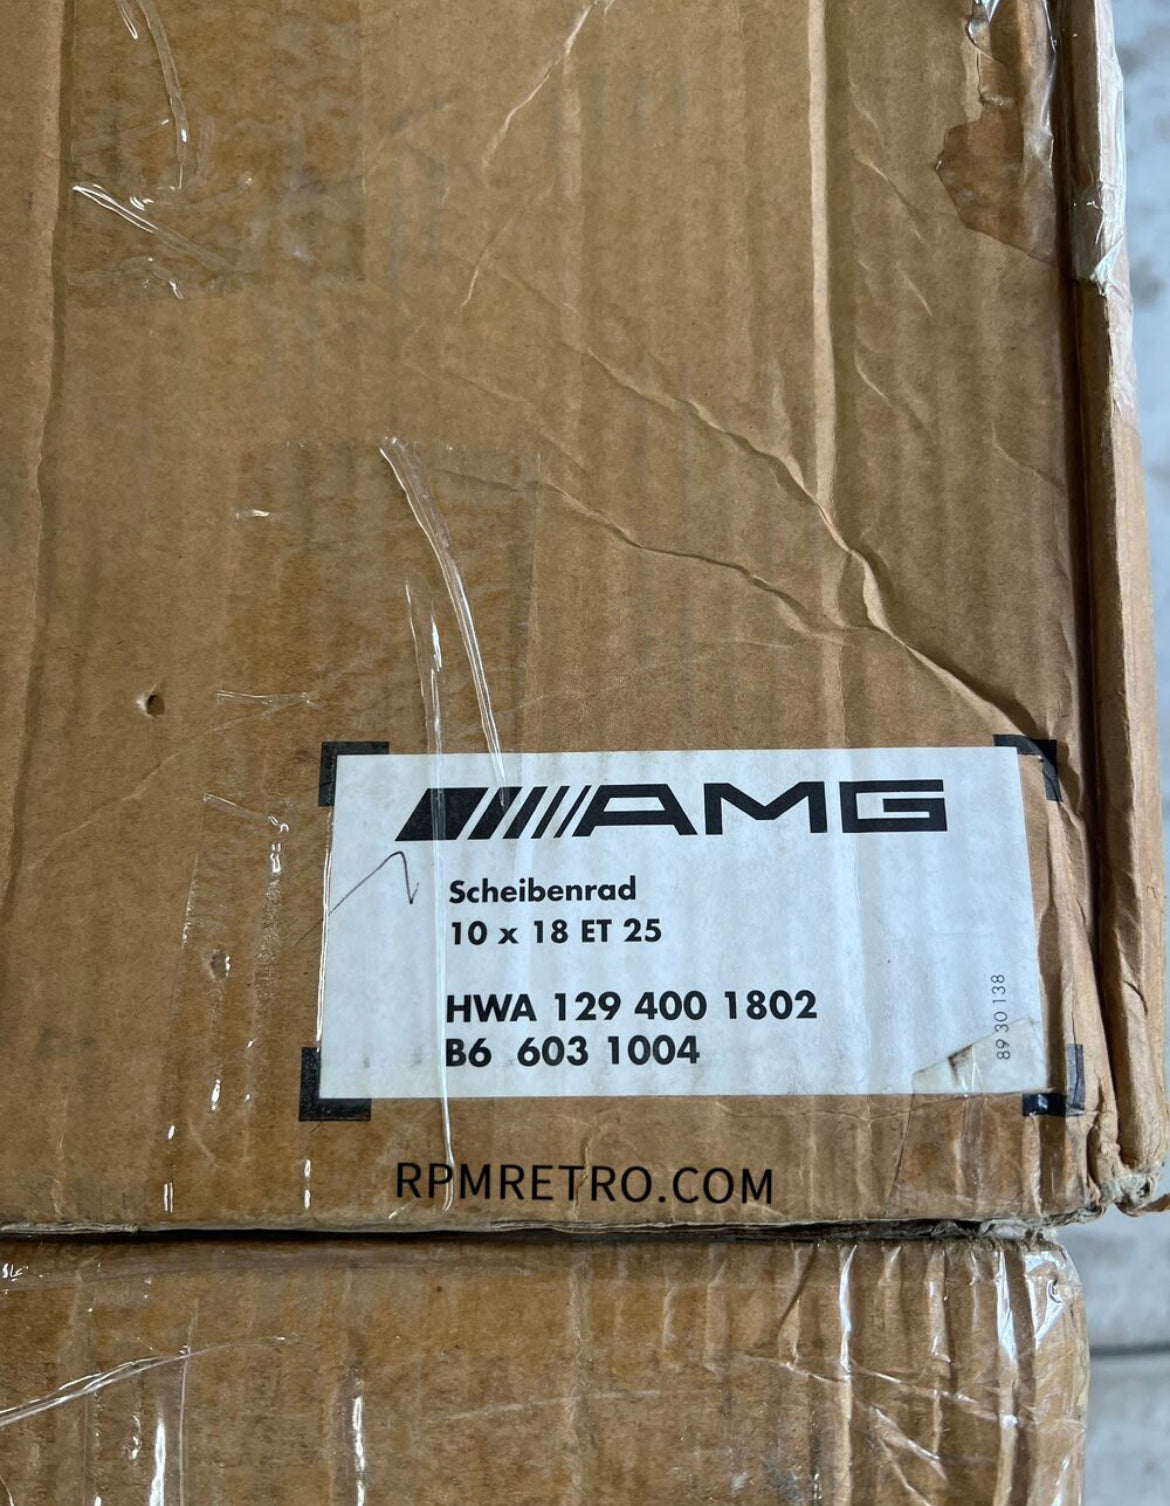 AMG
Scheibenrad
10 x 18 ET 25
HWA 129 400 1802
B6 603 1004
89 30 138
RPMRETRO.COM